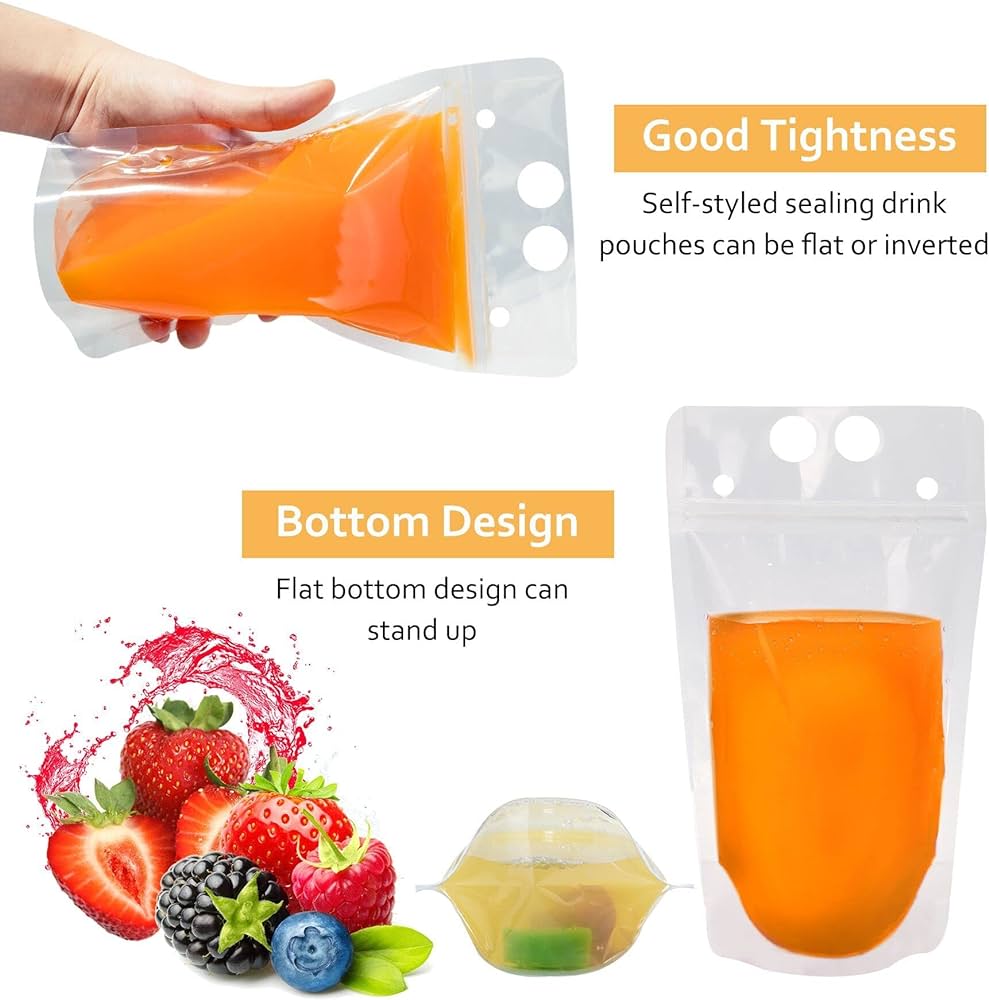 Good Tightness
Self-styled sealing drink
pouches can be flat or inverted
Bottom Design
Flat bottom design can
stand up